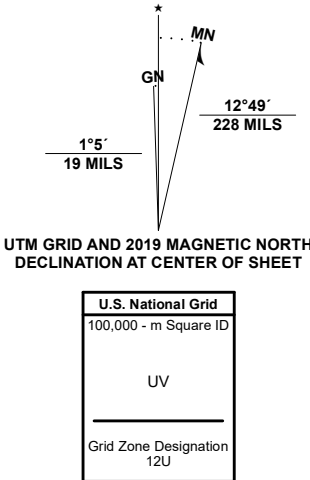 ★
MN
GN
12°49´
228 MILS
1°5´
19 MILS
UTM GRID AND 2019 MAGNETIC NORTH
DECLINATION AT CENTER OF SHEET
U.S. National Grid
100,000 - m Square ID
UV
Grid Zone Designation
12U